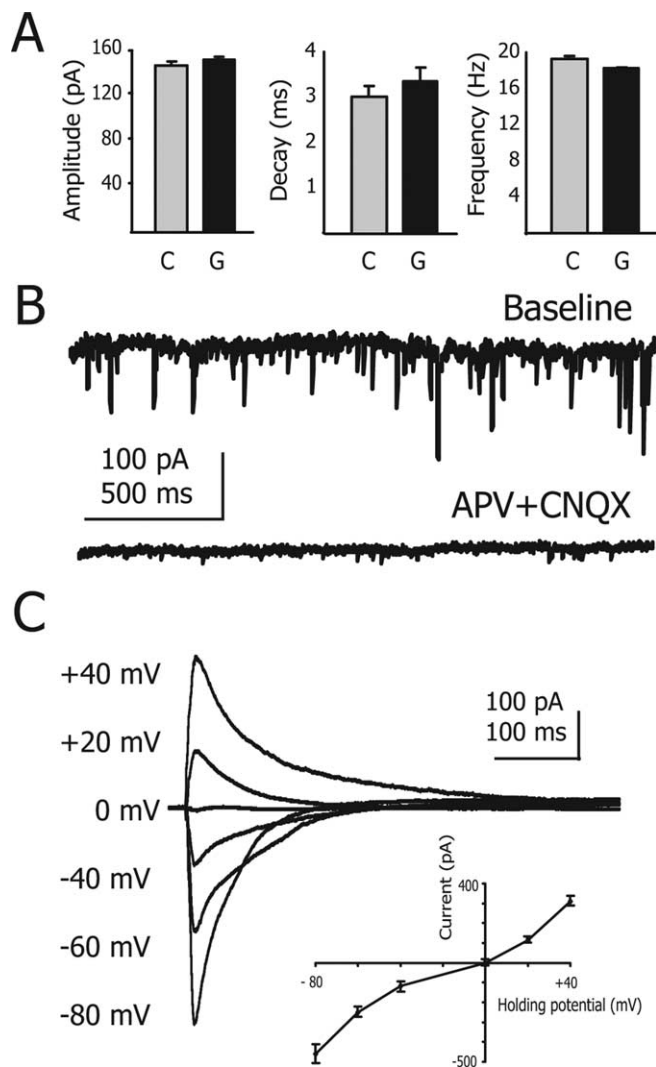 A
Amplitude (pA)
160
120
80
40
C G
Decay (ms)
4
3
2
1
C G
Frequency (Hz)
20
16
12
8
4
C G
B
Baseline
100 pA
500 ms
APV+CNQX
C
+40 mV
+20 mV
0 mV
-40 mV
-60 mV
-80 mV
100 pA
100 ms
Current (pA)
400
- 80
+40
Holding potential (mV)
-500